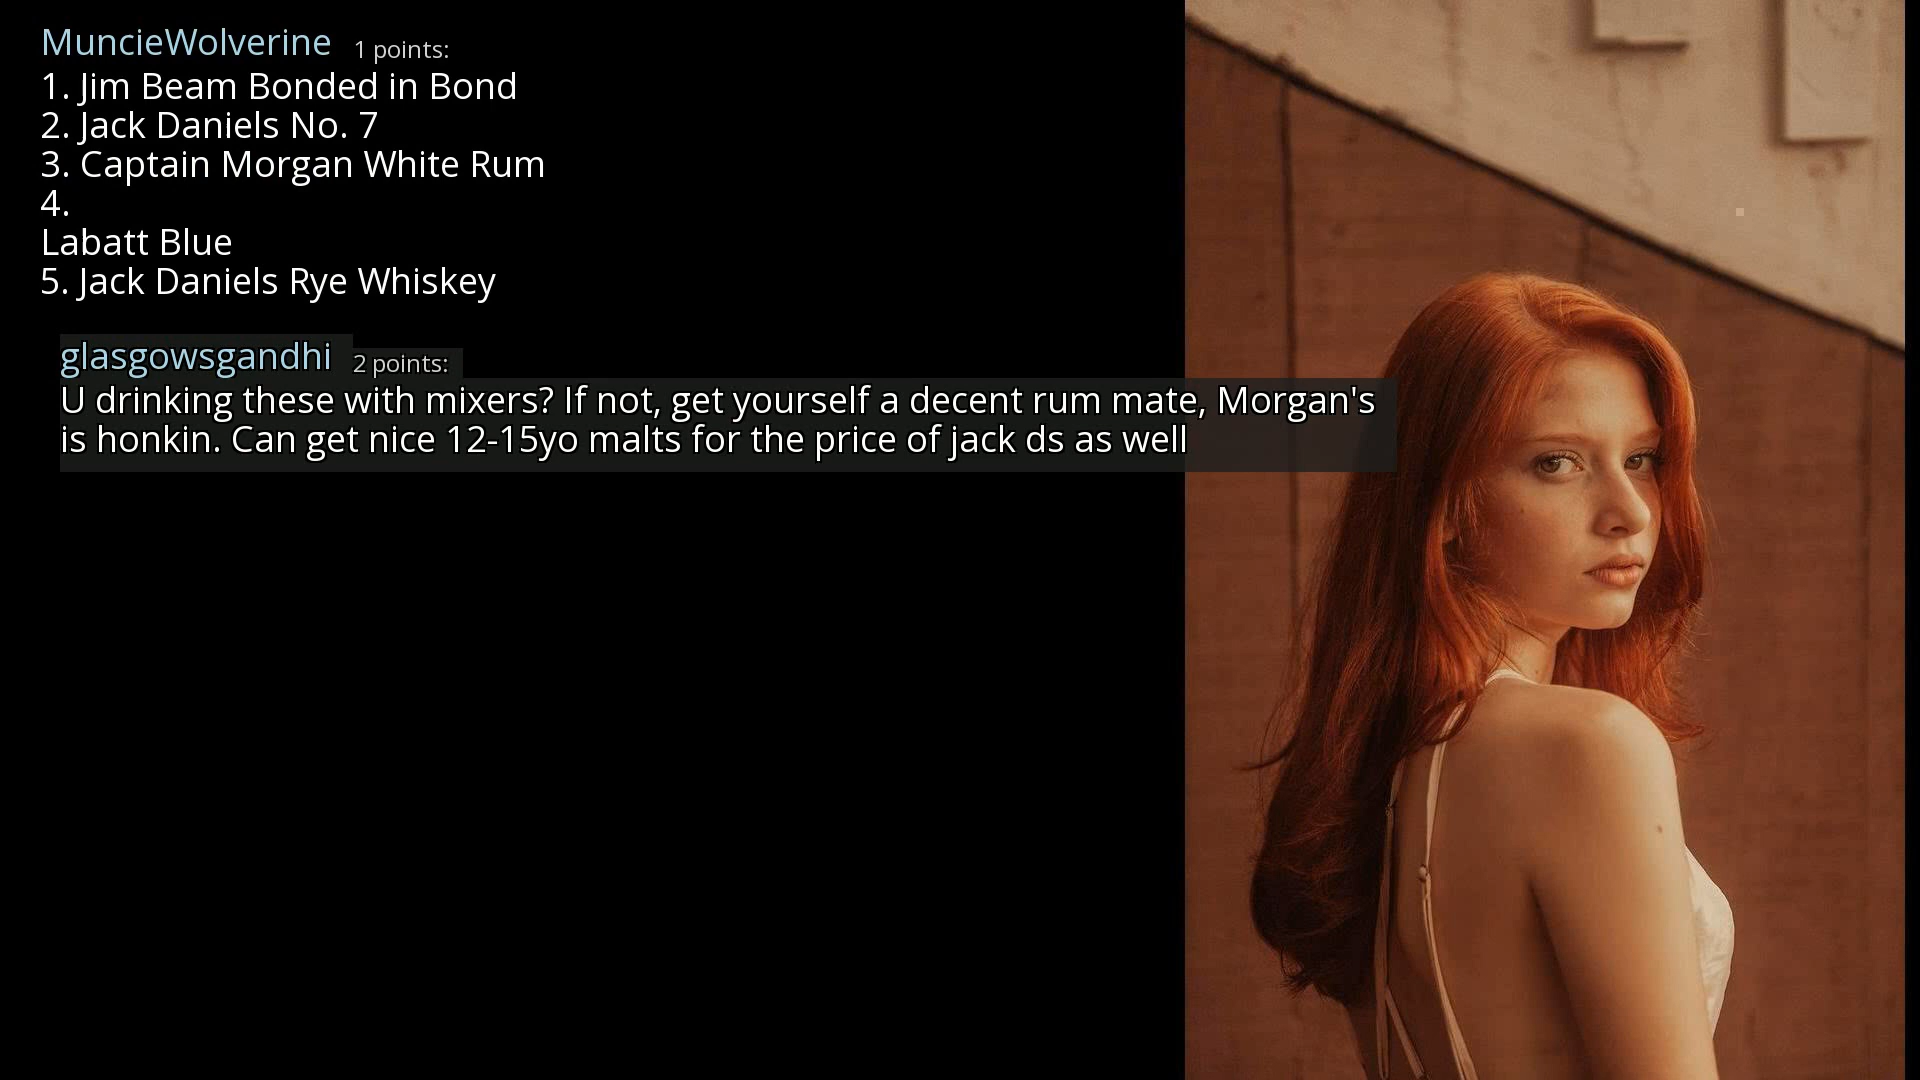 MuncieWolverine 1 points:
1. Jim Beam Bonded in Bond
2. Jack Daniels No. 7
3. Captain Morgan White Rum
4.
Labatt Blue
5. Jack Daniels Rye Whiskey
glasgowsgandhi 2 points:
U drinking these with mixers? If not, get yourself a decent rum mate, Morgan's
is honkin. Can get nice 12-15yo malts for the price of jack ds as well